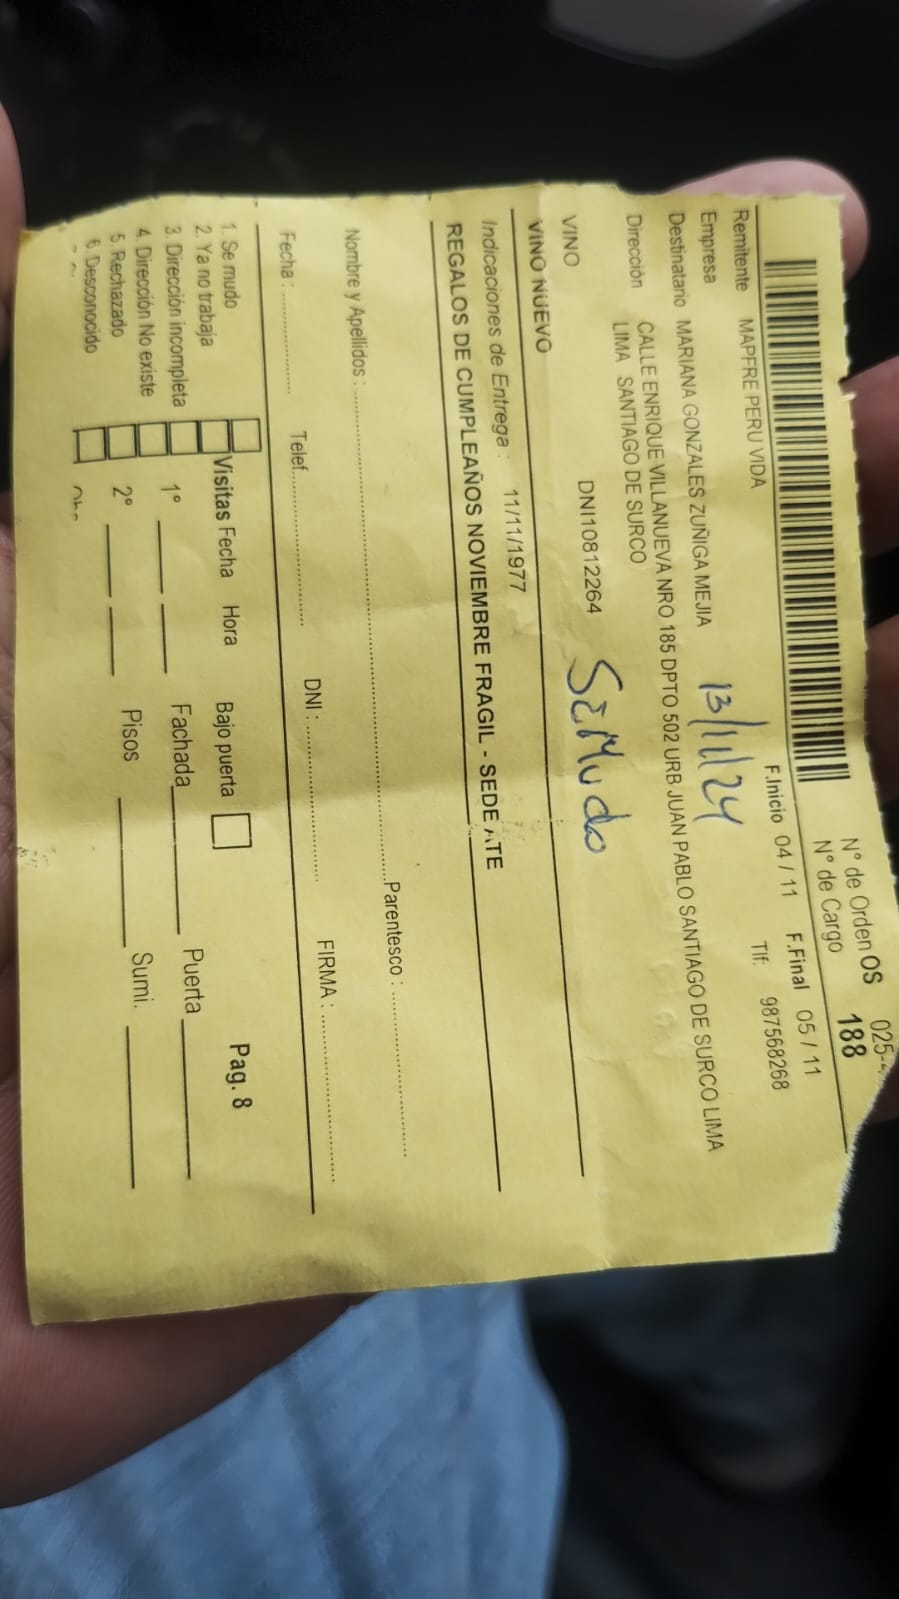 N° de Orden OS 025-
N° de Cargo 188
F.Inicio 04 / 11 F.Final 05 / 11
Remitente MAPFRE PERU VIDA Tlf: 987568268
Empresa
13/11/24
Destinatario MARIANA GONZALES ZUÑIGA MEJIA
Dirección CALLE ENRIQUE VILLANUEVA NRO 185 DPTO 502 URB JUAN PABLO SANTIAGO DE SURCO LIMA
LIMA SANTIAGO DE SURCO
VINO DNI10812264 Se Mudo
VINO NUEVO
11/11/1977
Indicaciones de Entrega :
REGALOS DE CUMPLEAÑOS NOVIEMBRE FRAGIL - SEDE ATE
Nombre y Apellidos : Parentesco :
Fecha : Telef. DNI : FIRMA :
1. Se mudo Visitas Fecha Hora Bajo puerta Pag. 8
2. Ya no trabaja 1° Fachada Puerta
3. Dirección incompleta 2° Pisos Sumi.
4. Dirección No existe
5. Rechazado
6. Desconocido